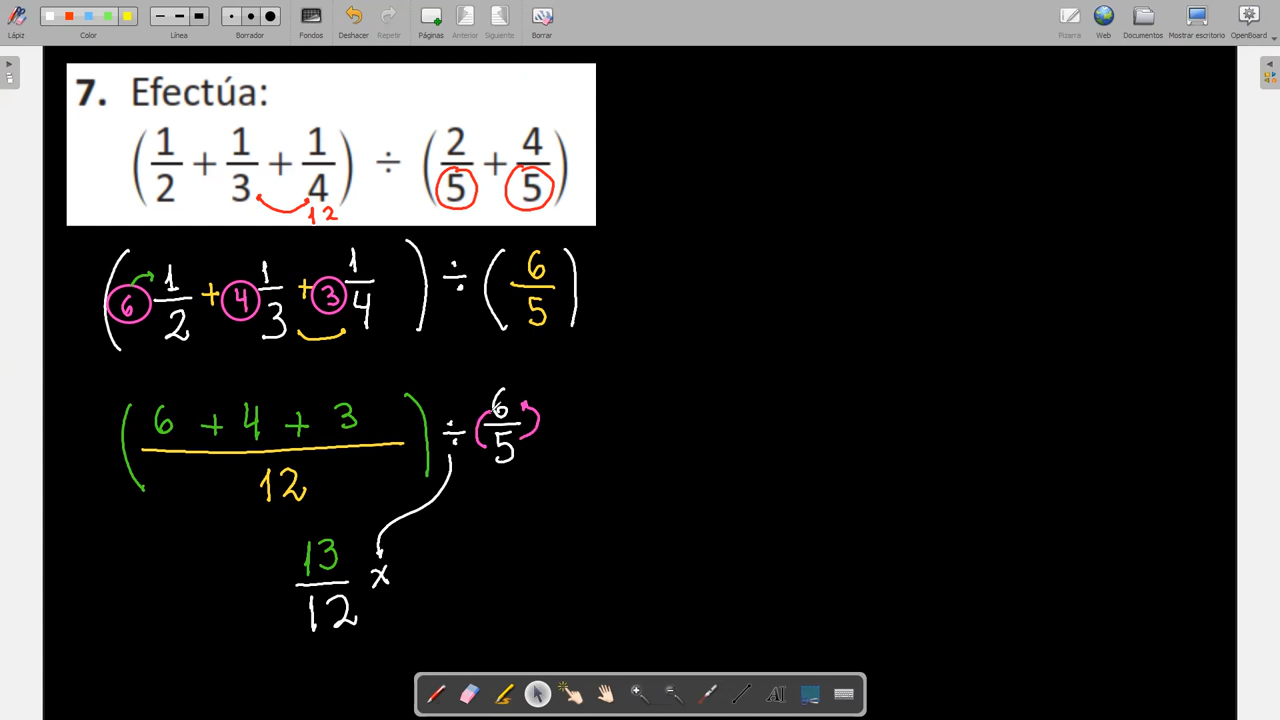 Lápiz Color Línea Borrador Fondos Deshacer Repetir Páginas Anterior Siguiente Borrar Pizarra Web Documentos Mostrar escritorio OpenBoard
7. Efectúa:
(1/2 + 1/3 + 1/4) ÷ (2/5 + 4/5)
12
(6 1/2 + 4 1/3 + 3 1/4) ÷ (6/5)
(6 + 4 + 3 / 12) ÷ 6/5
13/12 x
AI